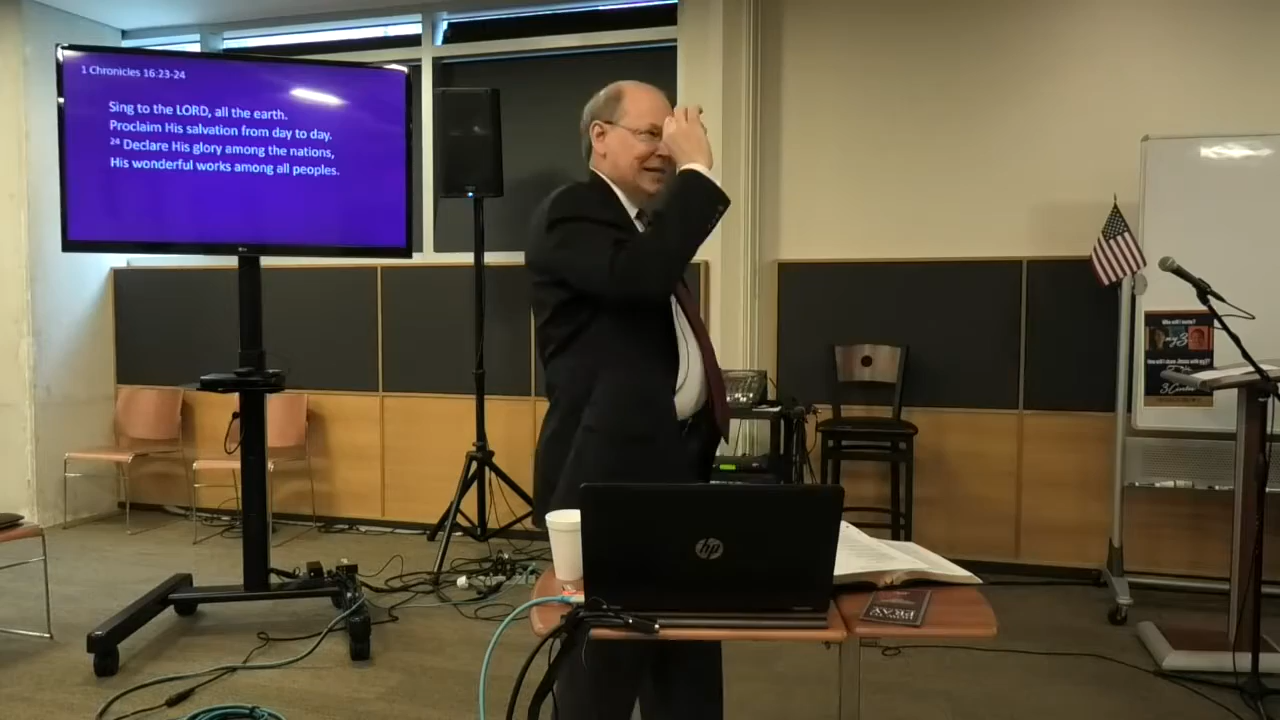 1 Chronicles 16:23-24
Sing to the LORD, all the earth.
Proclaim His salvation from day to day.
24 Declare His glory among the nations,
His wonderful works among all peoples.
hp
PRAY